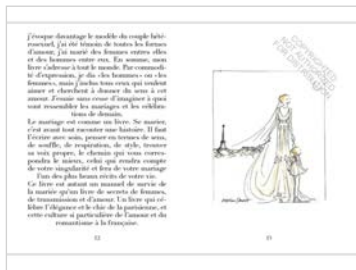 j'évoque davantage le modèle du couple hété-
rosexuel, j'ai été témoin de toutes les formes
d'amour, j'ai marié des femmes entre elles
et des hommes entre eux. En somme, mon
livre s'adresse à tout le monde. Par commodi-
té d'expression, je dis «les hommes» ou «les
femmes», mais j'inclus tous ceux qui veulent
aimer et cherchent à donner du sens à cet
amour. J'essaie sans cesse d'imaginer à quoi
vont ressembler les mariages et les célébra-
tions de demain.
Le mariage est comme un livre. Se marier,
c'est avant tout raconter une histoire. Il faut
l'écrire avec soin, penser en termes de sens,
de souffle, de respiration, de style, trouver
sa voix propre, le chemin qui vous corres-
pondra le mieux, celui qui rendra compte
de votre singularité et fera de votre mariage
l'un des plus beaux récits de votre vie.
Ce livre est autant un manuel de survie de
la mariée qu'un livre de secrets de femmes,
de transmission et d'amour. Un livre qui cé-
lèbre l'élégance et le chic de la parisienne, et
cette culture si particulière de l'amour et du
romantisme à la française.
COPYRIGHTED